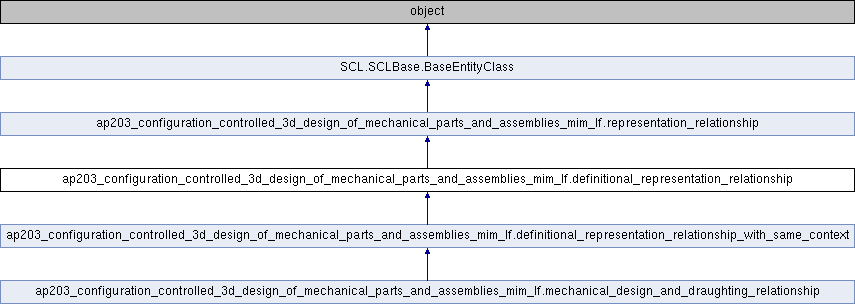 object
SCL.SCLBase.BaseEntityClass
ap203_configuration_controlled_3d_design_of_mechanical_parts_and_assemblies_mim_lf.representation_relationship
ap203_configuration_controlled_3d_design_of_mechanical_parts_and_assemblies_mim_lf.definitional_representation_relationship
ap203_configuration_controlled_3d_design_of_mechanical_parts_and_assemblies_mim_lf.definitional_representation_relationship_with_same_context
ap203_configuration_controlled_3d_design_of_mechanical_parts_and_assemblies_mim_lf.mechanical_design_and_draughting_relationship